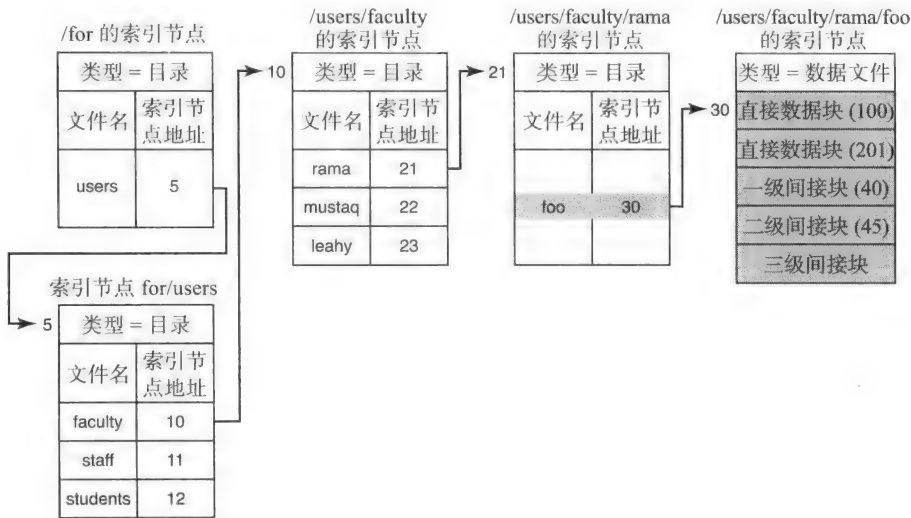 /for 的索引节点
类型 = 目录
文件名
索引节
点地址
users
5
索引节点 for/users
5
类型 = 目录
文件名
索引节
点地址
faculty
10
staff
11
students
12
/users/faculty
的索引节点
10
类型 = 目录
文件名
索引节
点地址
rama
21
mustaq
22
leahy
23
/users/faculty/rama
的索引节点
21
类型 = 目录
文件名
索引节
点地址
foo
30
/users/faculty/rama/foo
的索引节点
30
类型 = 数据文件
直接数据块 (100)
直接数据块 (201)
一级间接块 (40)
二级间接块 (45)
三级间接块